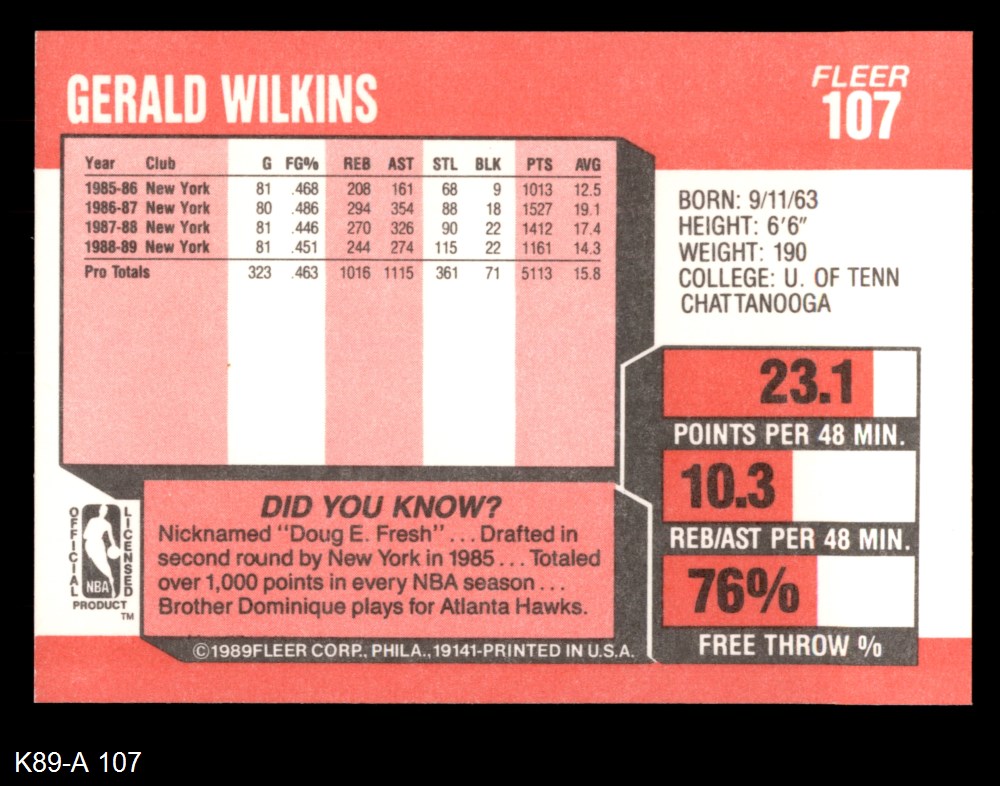 GERALD WILKINS
FLEER
107
Year Club G FG% REB AST STL BLK PTS AVG
1985-86 New York 81 .468 208 161 68 9 1013 12.5
1986-87 New York 80 .486 294 354 88 18 1527 19.1
1987-88 New York 81 .446 270 326 90 22 1412 17.4
1988-89 New York 81 .451 244 274 115 22 1161 14.3
Pro Totals 323 .463 1016 1115 361 71 5113 15.8
BORN: 9/11/63
HEIGHT: 6'6"
WEIGHT: 190
COLLEGE: U. OF TENN
CHATTANOOGA
23.1
POINTS PER 48 MIN.
10.3
REB/AST PER 48 MIN.
76%
FREE THROW %
DID YOU KNOW?
Nicknamed "Doug E. Fresh" ... Drafted in
second round by New York in 1985 ... Totaled
over 1,000 points in every NBA season ...
Brother Dominique plays for Atlanta Hawks.
OFFICIAL
LICENSED
NBA
PRODUCT
TM
©1989FLEER CORP., PHILA.,19141-PRINTED IN U.S.A.
K89-A 107